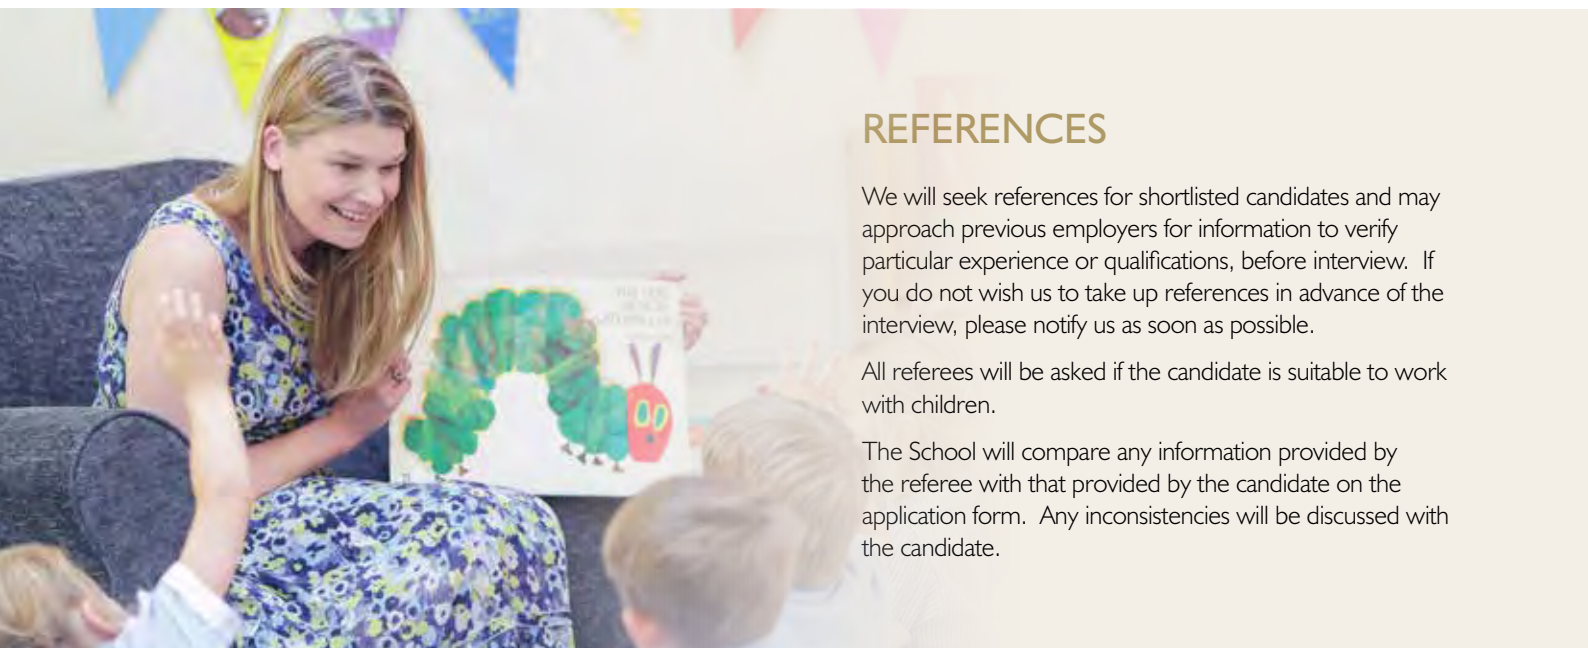 REFERENCES
We will seek references for shortlisted candidates and may
approach previous employers for information to verify
particular experience or qualifications, before interview.  If
you do not wish us to take up references in advance of the
interview, please notify us as soon as possible.
All referees will be asked if the candidate is suitable to work
with children.
The School will compare any information provided by
the referee with that provided by the candidate on the
application form.  Any inconsistencies will be discussed with
the candidate.